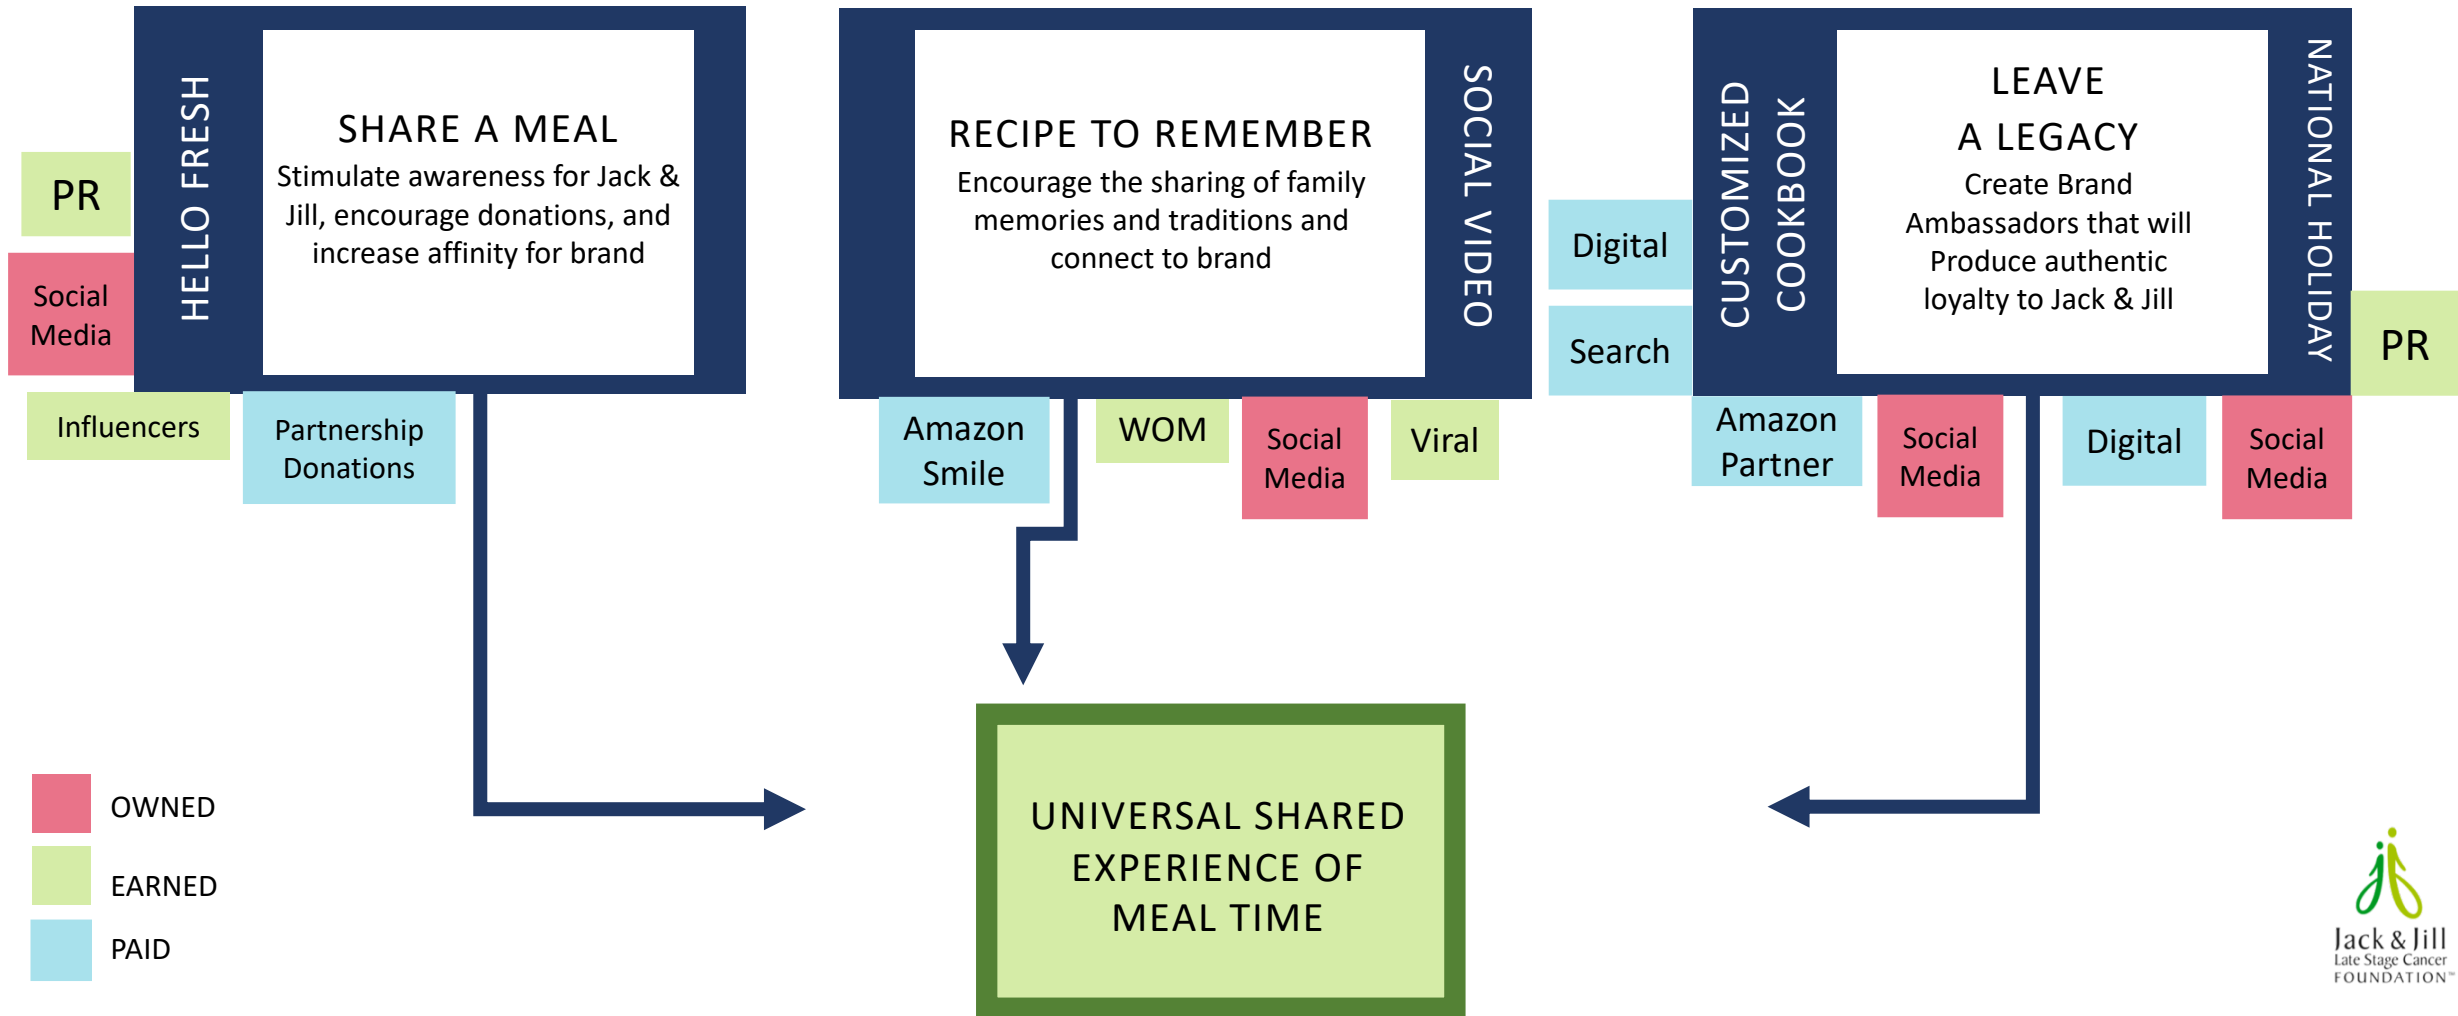 HELLO FRESH
SHARE A MEAL
Stimulate awareness for Jack &
Jill, encourage donations, and
increase affinity for brand
PR
Social
Media
Influencers
Partnership
Donations
RECIPE TO REMEMBER
Encourage the sharing of family
memories and traditions and
connect to brand
SOCIAL VIDEO
Amazon
Smile
WOM
Social
Media
Viral
Digital
Search
CUSTOMIZED
COOKBOOK
LEAVE
A LEGACY
Create Brand
Ambassadors that will
Produce authentic
loyalty to Jack & Jill
NATIONAL HOLIDAY
PR
Amazon
Partner
Social
Media
Digital
Social
Media
UNIVERSAL SHARED
EXPERIENCE OF
MEAL TIME
OWNED
EARNED
PAID
Jack & Jill
Late Stage Cancer
FOUNDATION™